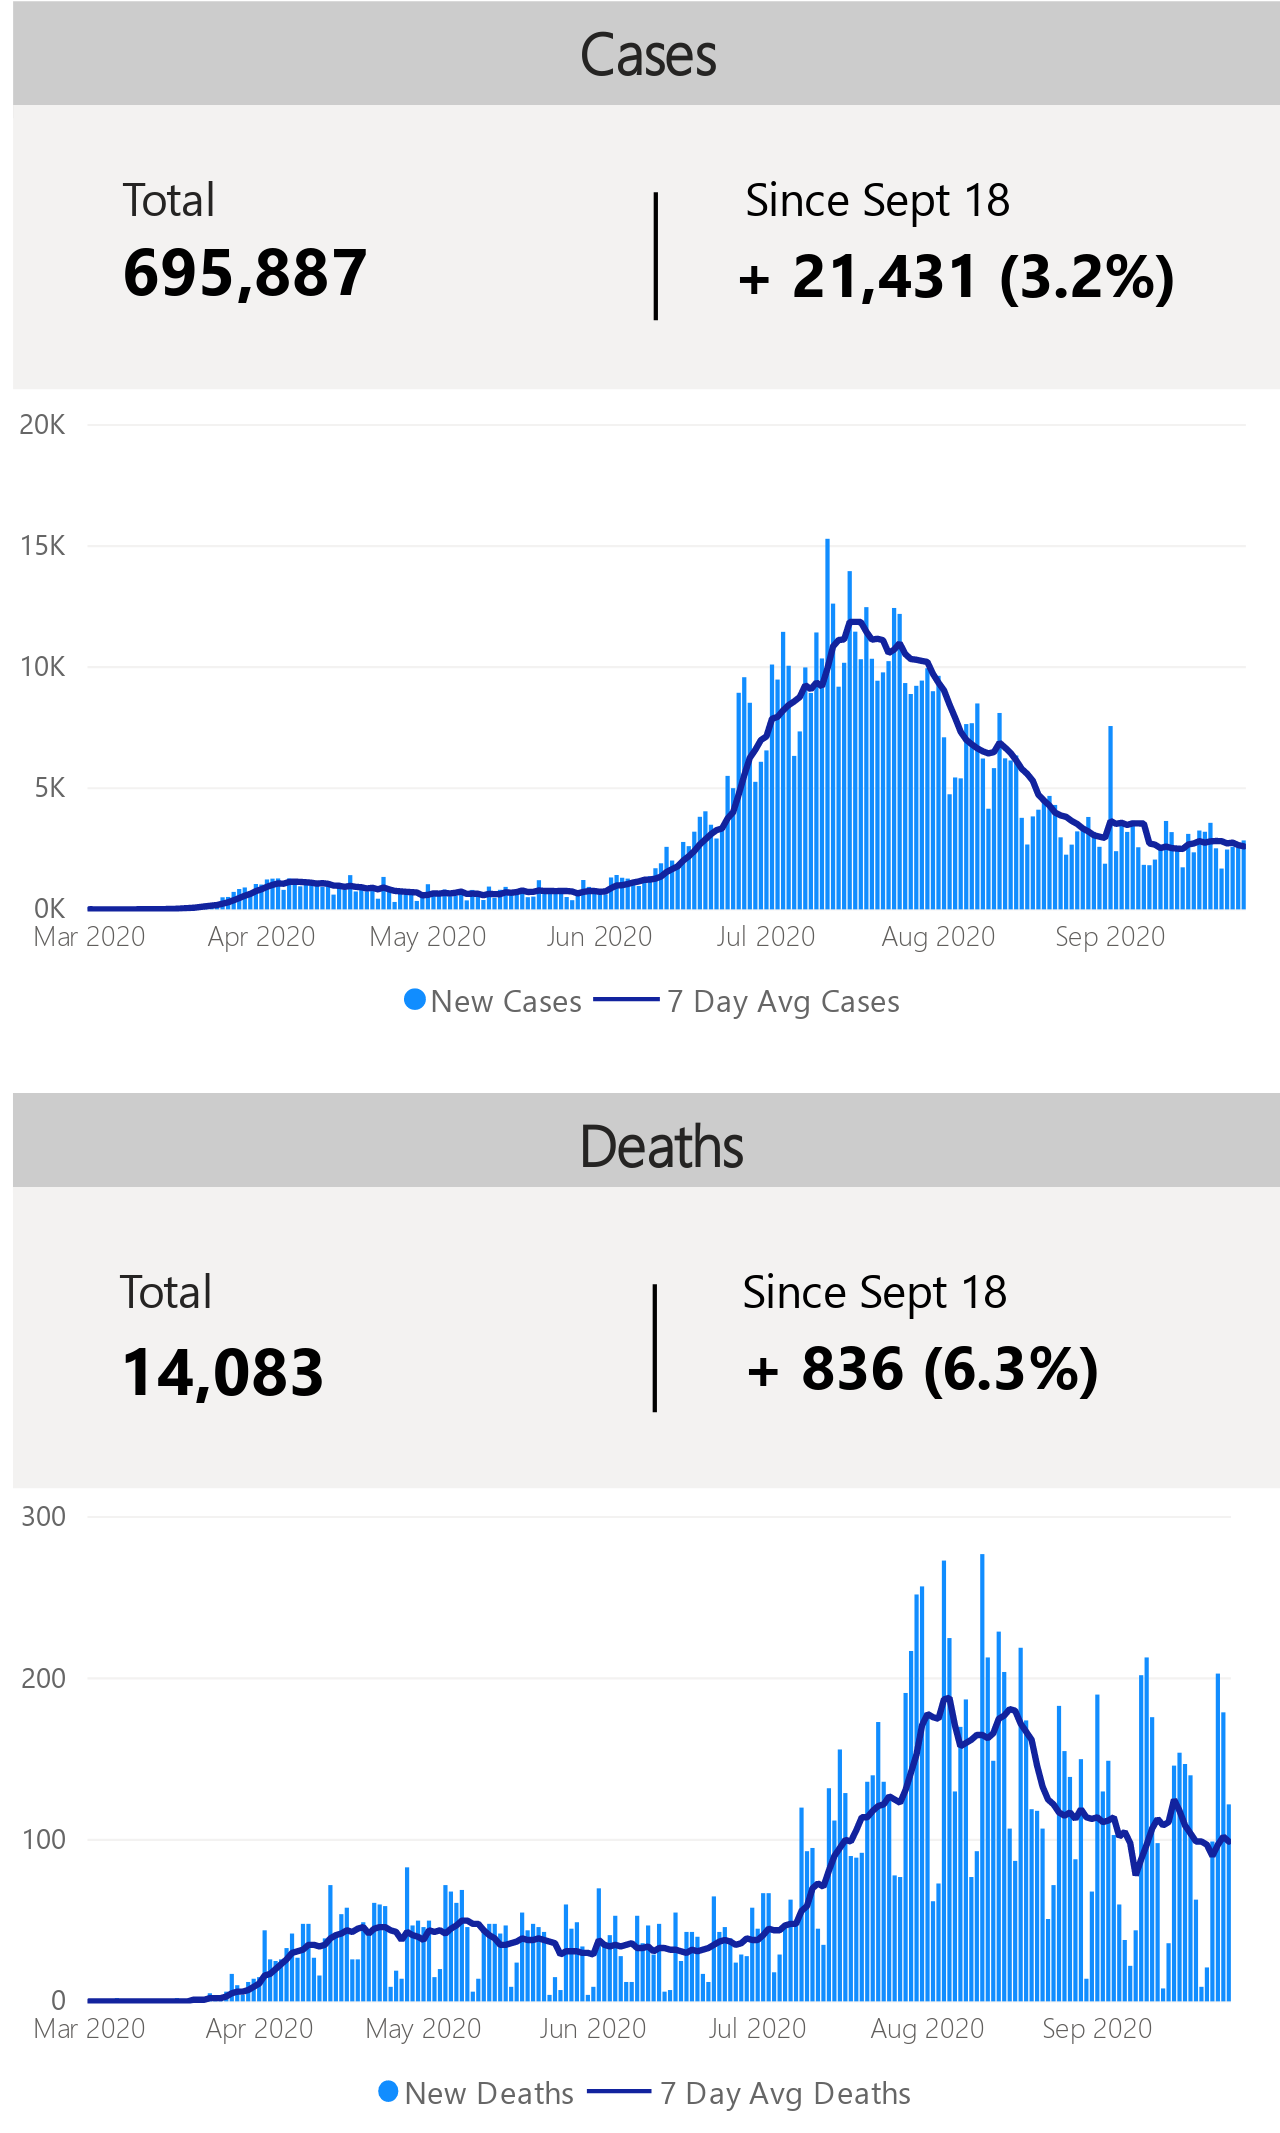 Cases
Total
Since Sept 18
695,887
+ 21,431 (3.2%)
20K
15K
10K
5K
0K
Mar 2020 Apr 2020 May 2020 Jun 2020 Jul 2020 Aug 2020 Sep 2020
New Cases 7 Day Avg Cases
Deaths
Total
Since Sept 18
14,083
+ 836 (6.3%)
300
200
100
0
Mar 2020 Apr 2020 May 2020 Jun 2020 Jul 2020 Aug 2020 Sep 2020
New Deaths 7 Day Avg Deaths